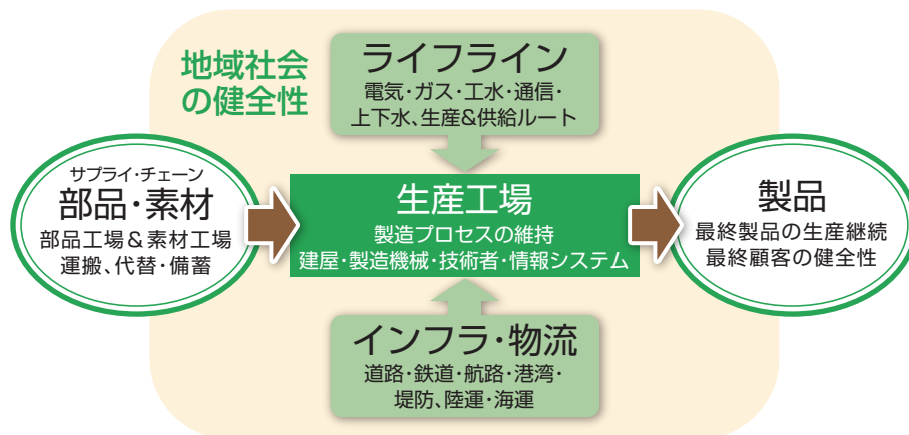 地域社会
の健全性
ライフライン
電気・ガス・工水・通信・
上下水、生産&供給ルート
サプライ・チェーン
部品・素材
部品工場&素材工場
運搬、代替・備蓄
生産工場
製造プロセスの維持
建屋・製造機械・技術者・情報システム
製品
最終製品の生産継続
最終顧客の健全性
インフラ・物流
道路・鉄道・航路・港湾・
堤防、陸運・海運